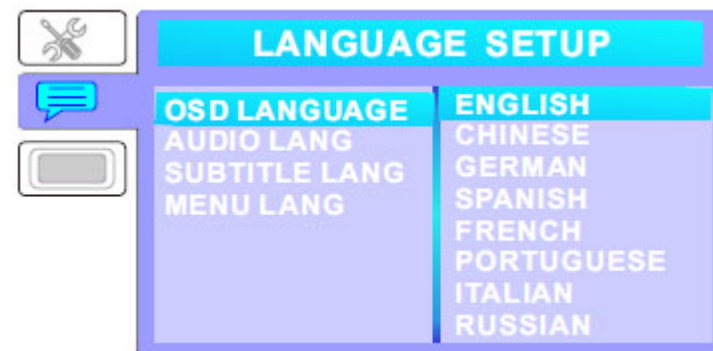 LANGUAGE SETUP
OSD LANGUAGE
AUDIO LANG
SUBTITLE LANG
MENU LANG
ENGLISH
CHINESE
GERMAN
SPANISH
FRENCH
PORTUGUESE
ITALIAN
RUSSIAN